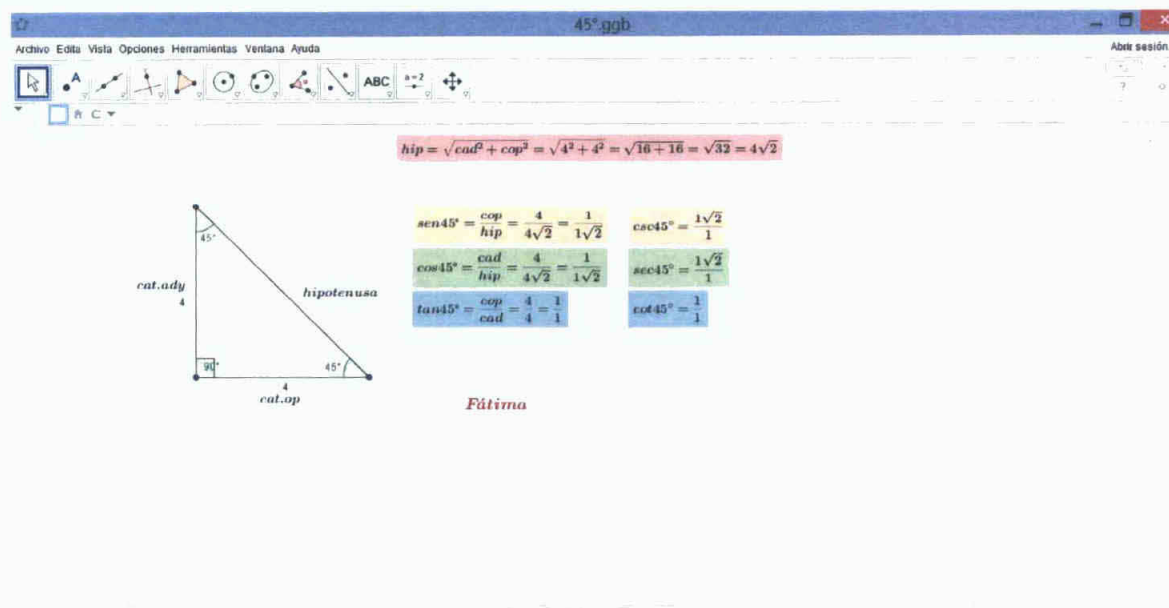 45°.ggb
Archivo Edita Vista Opciones Herramientas Ventana Ayuda Abrir sesión
A ABC a=2 ?
hip = √(cad² + cop²) = √(4² + 4²) = √(16 + 16) = √32 = 4√2
sen45° = cop/hip = 4/4√2 = 1/1√2 csc45° = 1√2/1
cos45° = cad/hip = 4/4√2 = 1/1√2 sec45° = 1√2/1
tan45° = cop/cad = 4/4 = 1/1 cot45° = 1/1
45°
cat.ady
4
hipotenusa
90° 45°
4
cat.op
Fátima